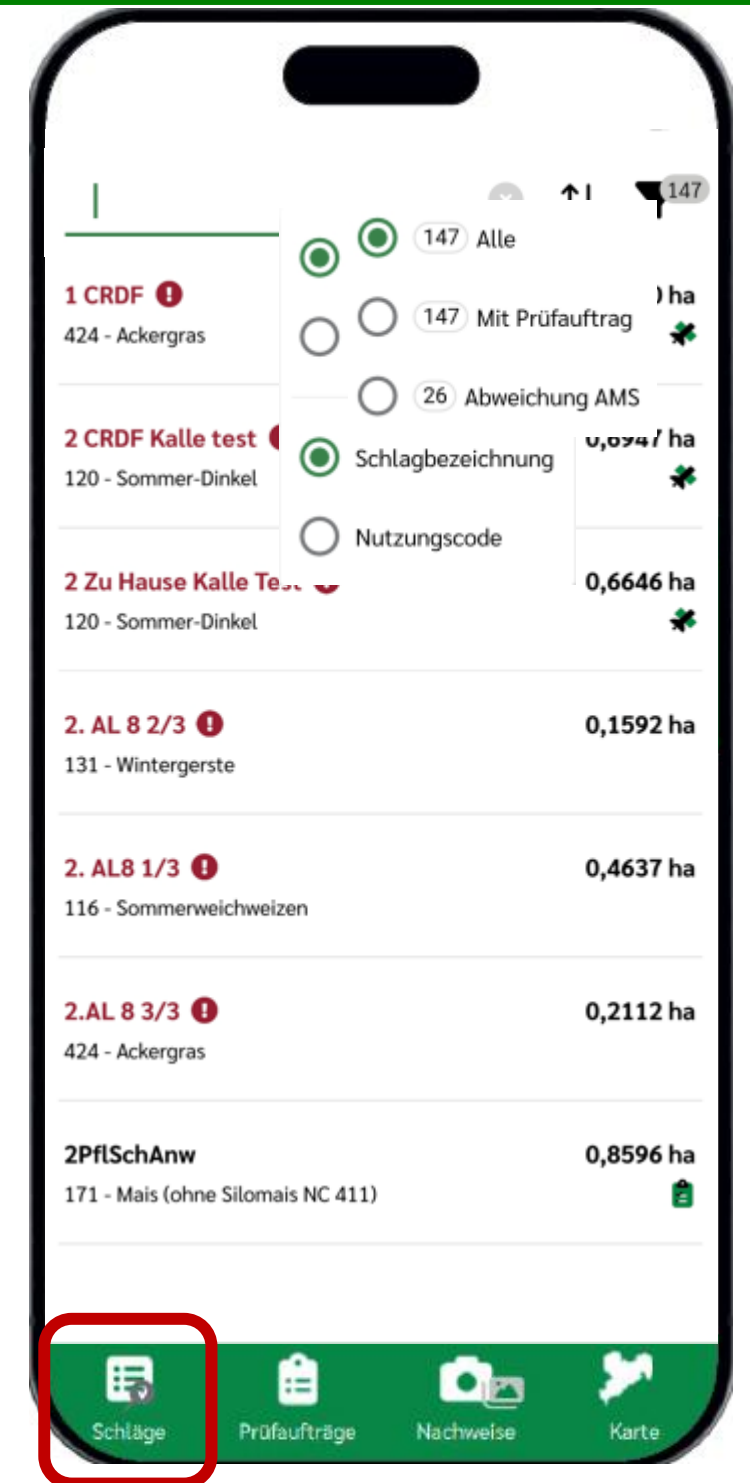 147
147 Alle
1 CRDF
ha
424 - Ackergras
147 Mit Prüfauftrag
26 Abweichung AMS
2 CRDF Kalle test
0,6947 ha
120 - Sommer-Dinkel
Schlagbezeichnung
Nutzungscode
2 Zu Hause Kalle Test
0,6646 ha
120 - Sommer-Dinkel
2. AL 8 2/3
0,1592 ha
131 - Wintergerste
2. AL8 1/3
0,4637 ha
116 - Sommerweichweizen
2.AL 8 3/3
0,2112 ha
424 - Ackergras
2PflSchAnw
0,8596 ha
171 - Mais (ohne Silomais NC 411)
Schläge
Prüfaufträge
Nachweise
Karte